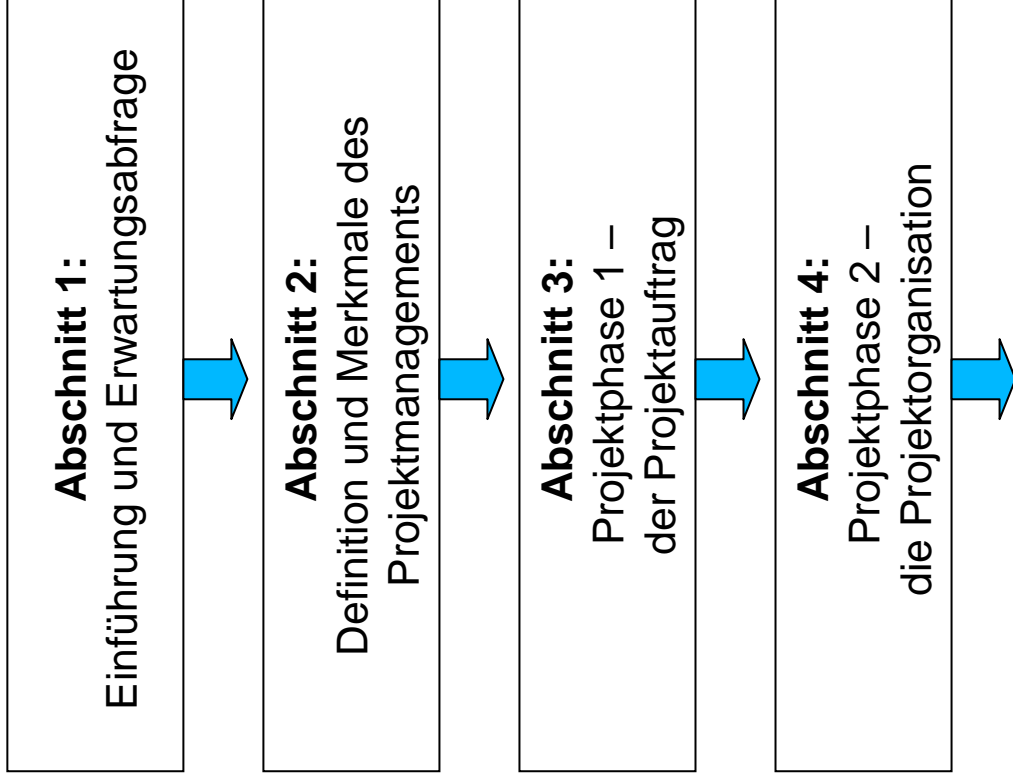 Abschnitt 1:
Einführung und Erwartungsabfrage
Abschnitt 2:
Definition und Merkmale des
Projektmanagements
Abschnitt 3:
Projektphase 1 –
der Projektauftrag
Abschnitt 4:
Projektphase 2 –
die Projektorganisation